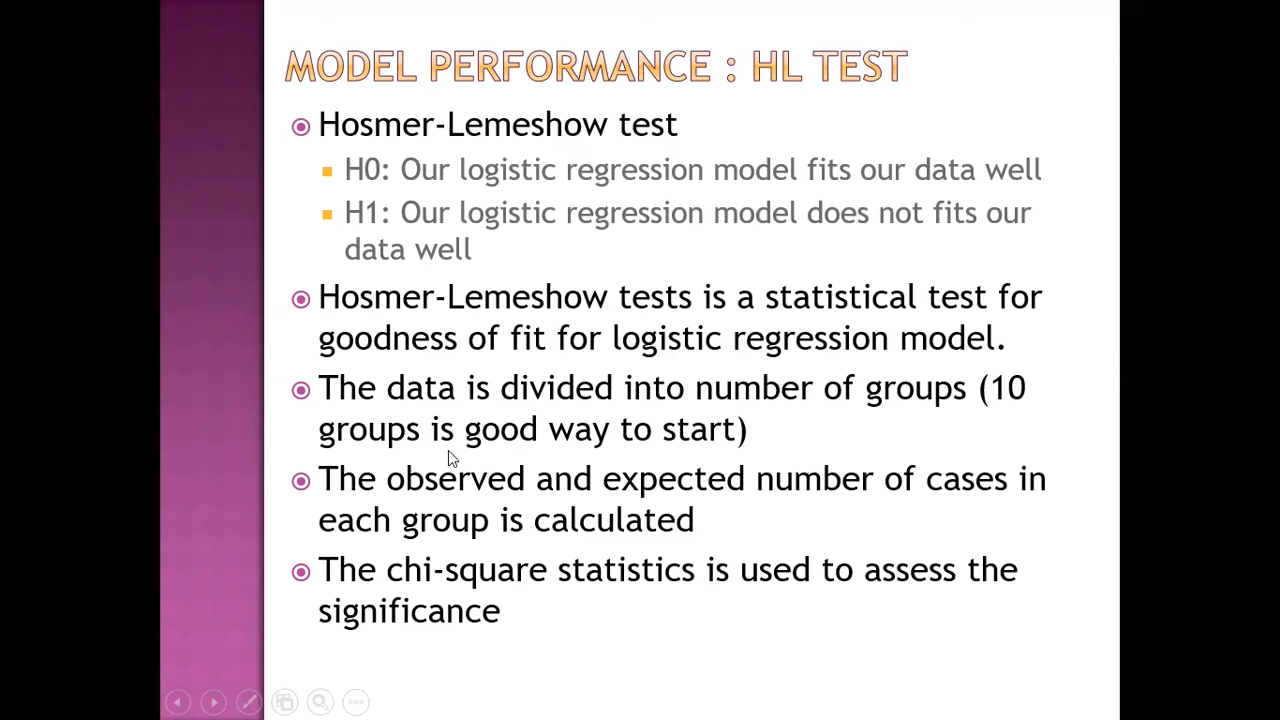 MODEL PERFORMANCE : HL TEST
Hosmer-Lemeshow test
H0: Our logistic regression model fits our data well
H1: Our logistic regression model does not fits our
data well
Hosmer-Lemeshow tests is a statistical test for
goodness of fit for logistic regression model.
The data is divided into number of groups (10
groups is good way to start)
The observed and expected number of cases in
each group is calculated
The chi-square statistics is used to assess the
significance